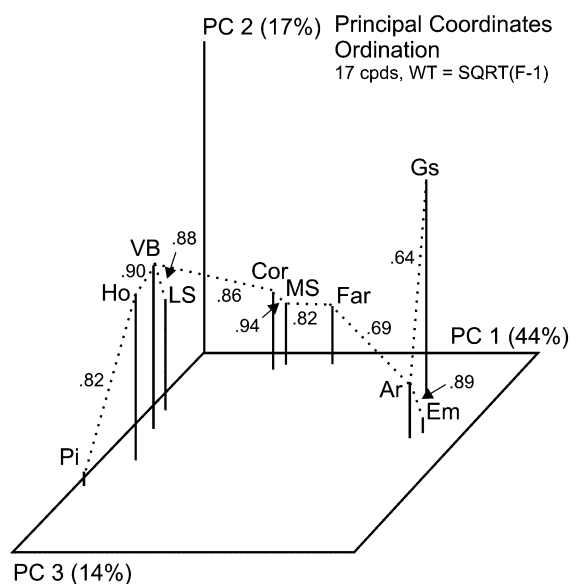 PC 2 (17%)
Principal Coordinates
Ordination
17 cpds, WT = SQRT(F-1)
Gs
.64
VB
.88
.90
Ho
LS
.86
Cor
MS
Far
.94
.82
.69
PC 1 (44%)
.82
Ar
.89
Em
Pi
PC 3 (14%)